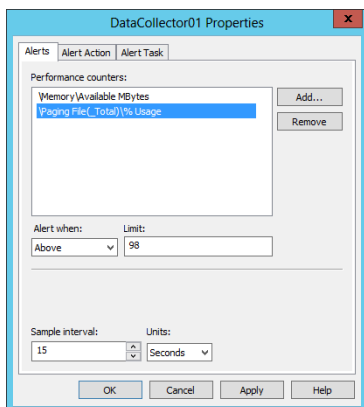 DataCollector01 Properties
x
Alerts Alert Action Alert Task
Performance counters:
\Memory\Available MBytes
\Paging File(_Total)\% Usage
Add...
Remove
Alert when: Limit:
Above 98
Sample interval: Units:
15 Seconds
OK Cancel Apply Help